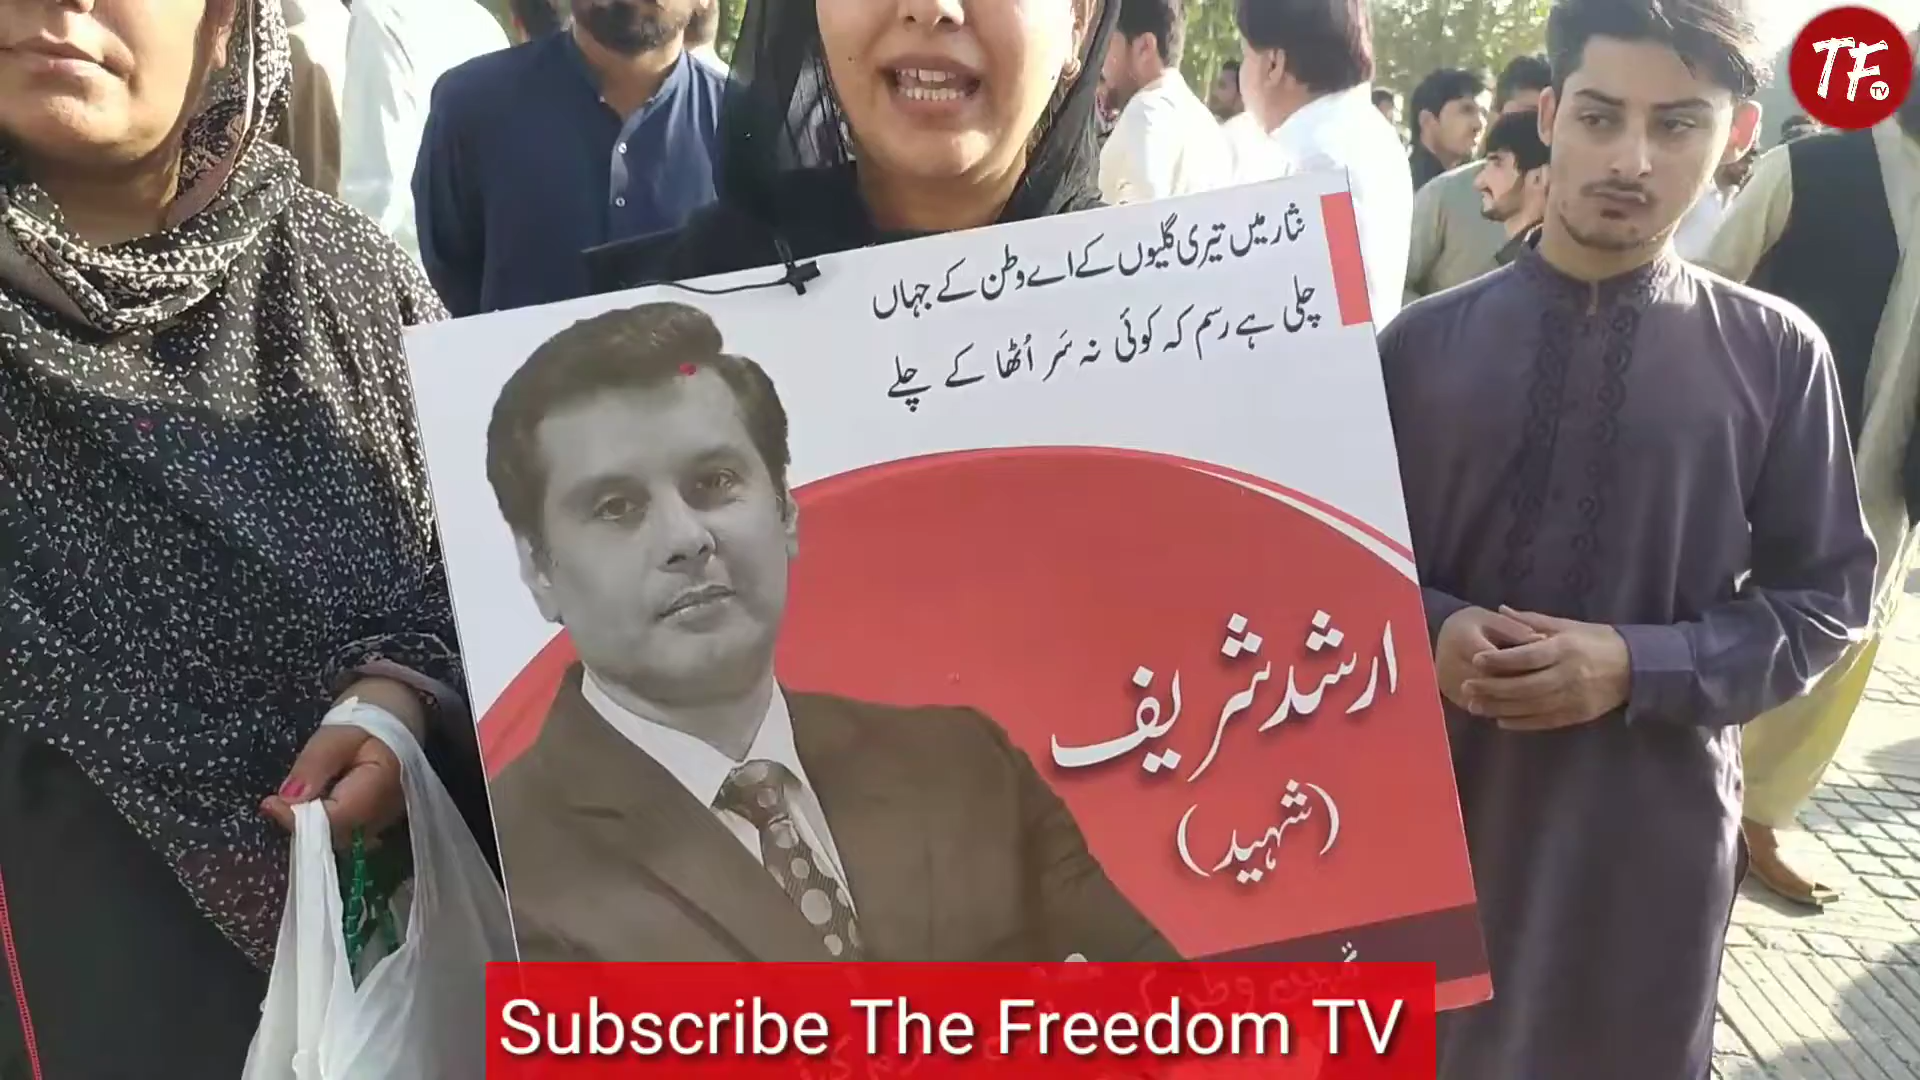 TF
TV
نثار میں تیری گلیوں کے اے وطن کے جہاں
چلی ہے رسم کہ کوئی نہ سَر اُٹھا کے چلے
ارشد شریف
(شہید)
Subscribe The Freedom TV